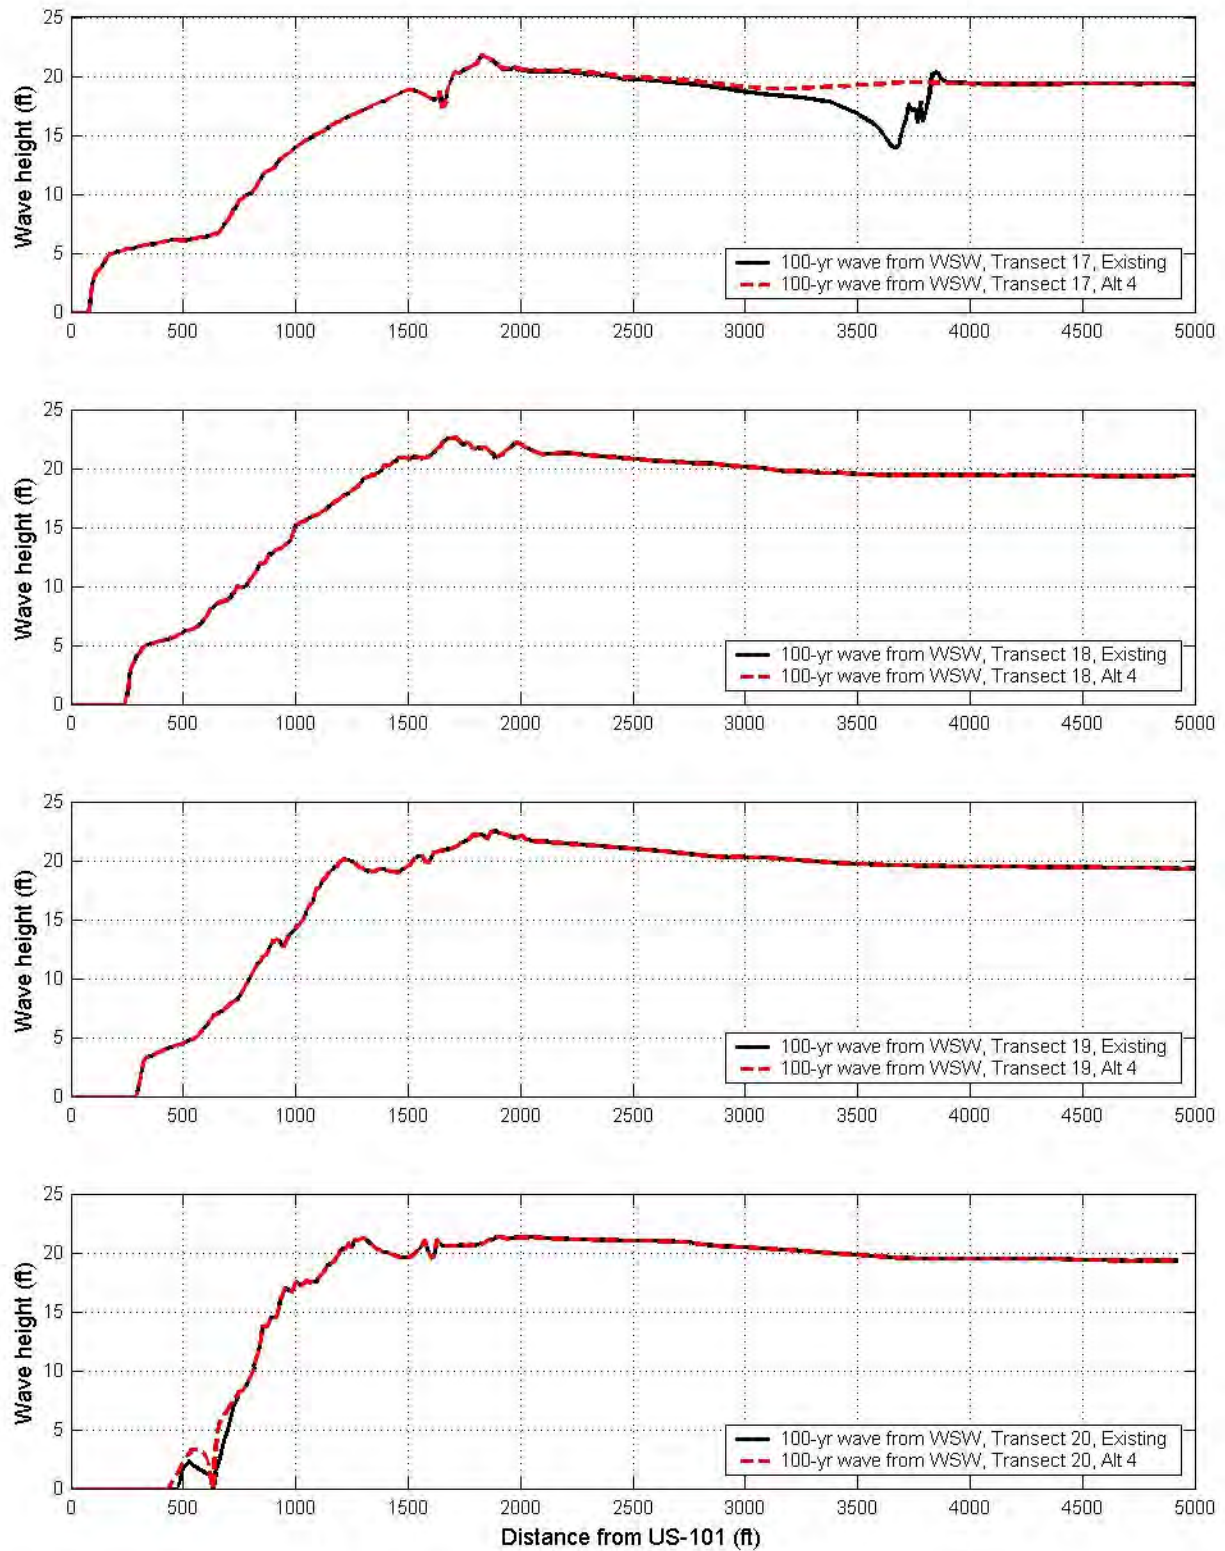 25
20
15
10
5
0
Wave height (ft)
100-yr wave from WSW, Transect 17, Existing
100-yr wave from WSW, Transect 17, Alt 4
0 500 1000 1500 2000 2500 3000 3500 4000 4500 5000
25
20
15
10
5
0
Wave height (ft)
100-yr wave from WSW, Transect 18, Existing
100-yr wave from WSW, Transect 18, Alt 4
0 500 1000 1500 2000 2500 3000 3500 4000 4500 5000
25
20
15
10
5
0
Wave height (ft)
100-yr wave from WSW, Transect 19, Existing
100-yr wave from WSW, Transect 19, Alt 4
0 500 1000 1500 2000 2500 3000 3500 4000 4500 5000
25
20
15
10
5
0
Wave height (ft)
100-yr wave from WSW, Transect 20, Existing
100-yr wave from WSW, Transect 20, Alt 4
0 500 1000 1500 2000 2500 3000 3500 4000 4500 5000
Distance from US-101 (ft)